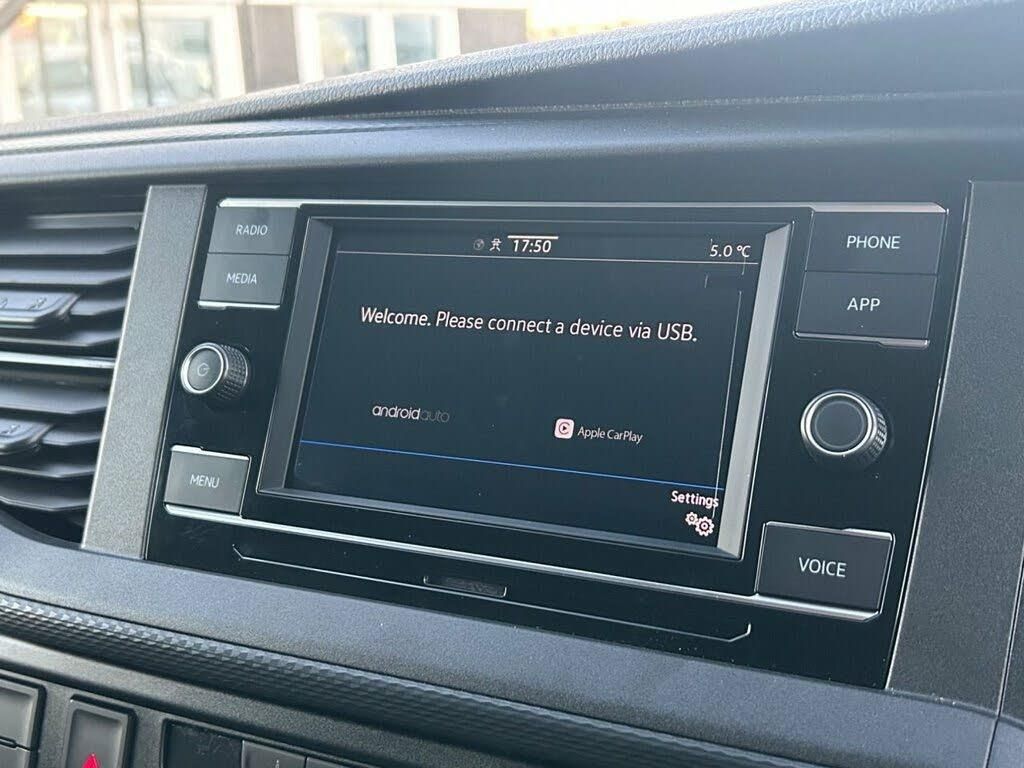 RADIO
MEDIA
MENU
17:50
5.0 °C
Welcome. Please connect a device via USB.
androidauto
Apple CarPlay
Settings
PHONE
APP
VOICE